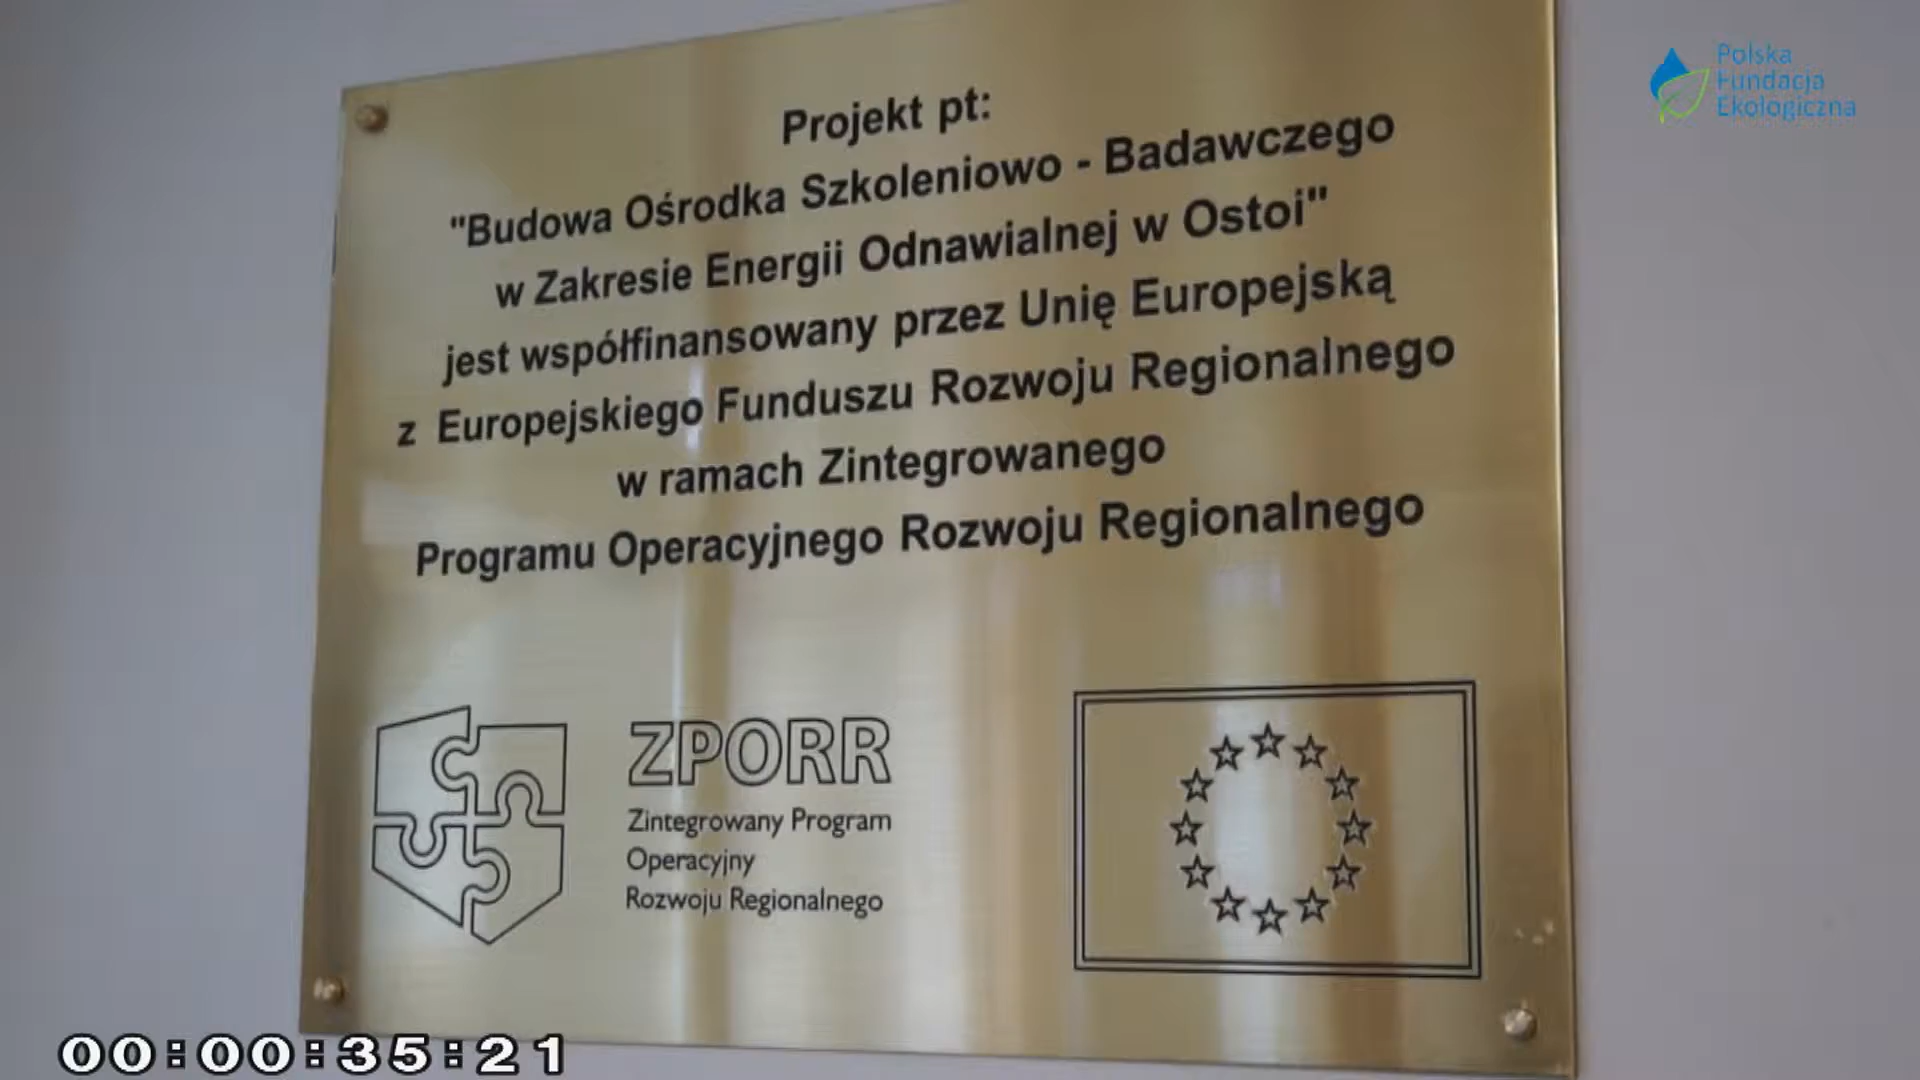 Polska
Fundacja
Ekologiczna
Projekt pt:
"Budowa Ośrodka Szkoleniowo - Badawczego
w Zakresie Energii Odnawialnej w Ostoi"
jest współfinansowany przez Unię Europejską
z Europejskiego Funduszu Rozwoju Regionalnego
w ramach Zintegrowanego
Programu Operacyjnego Rozwoju Regionalnego
ZPORR
Zintegrowany Program
Operacyjny
Rozwoju Regionalnego
00:00:35:21